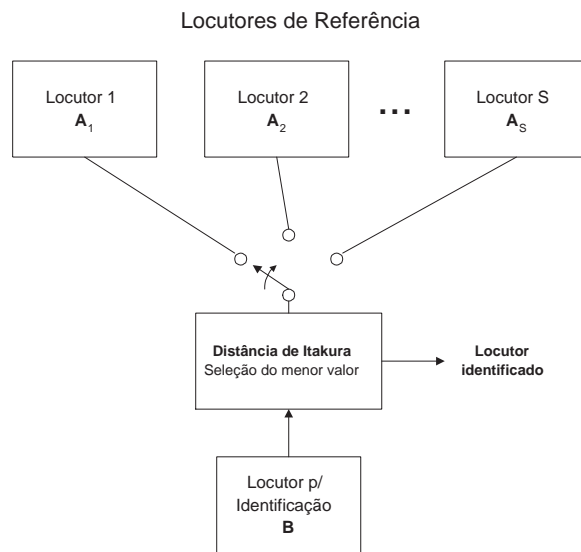 Locutores de Referência
Locutor 1
A₁
Locutor 2
A₂
...
Locutor S
A_S
Distância de Itakura
Seleção do menor valor
Locutor
identificado
Locutor p/
Identificação
B